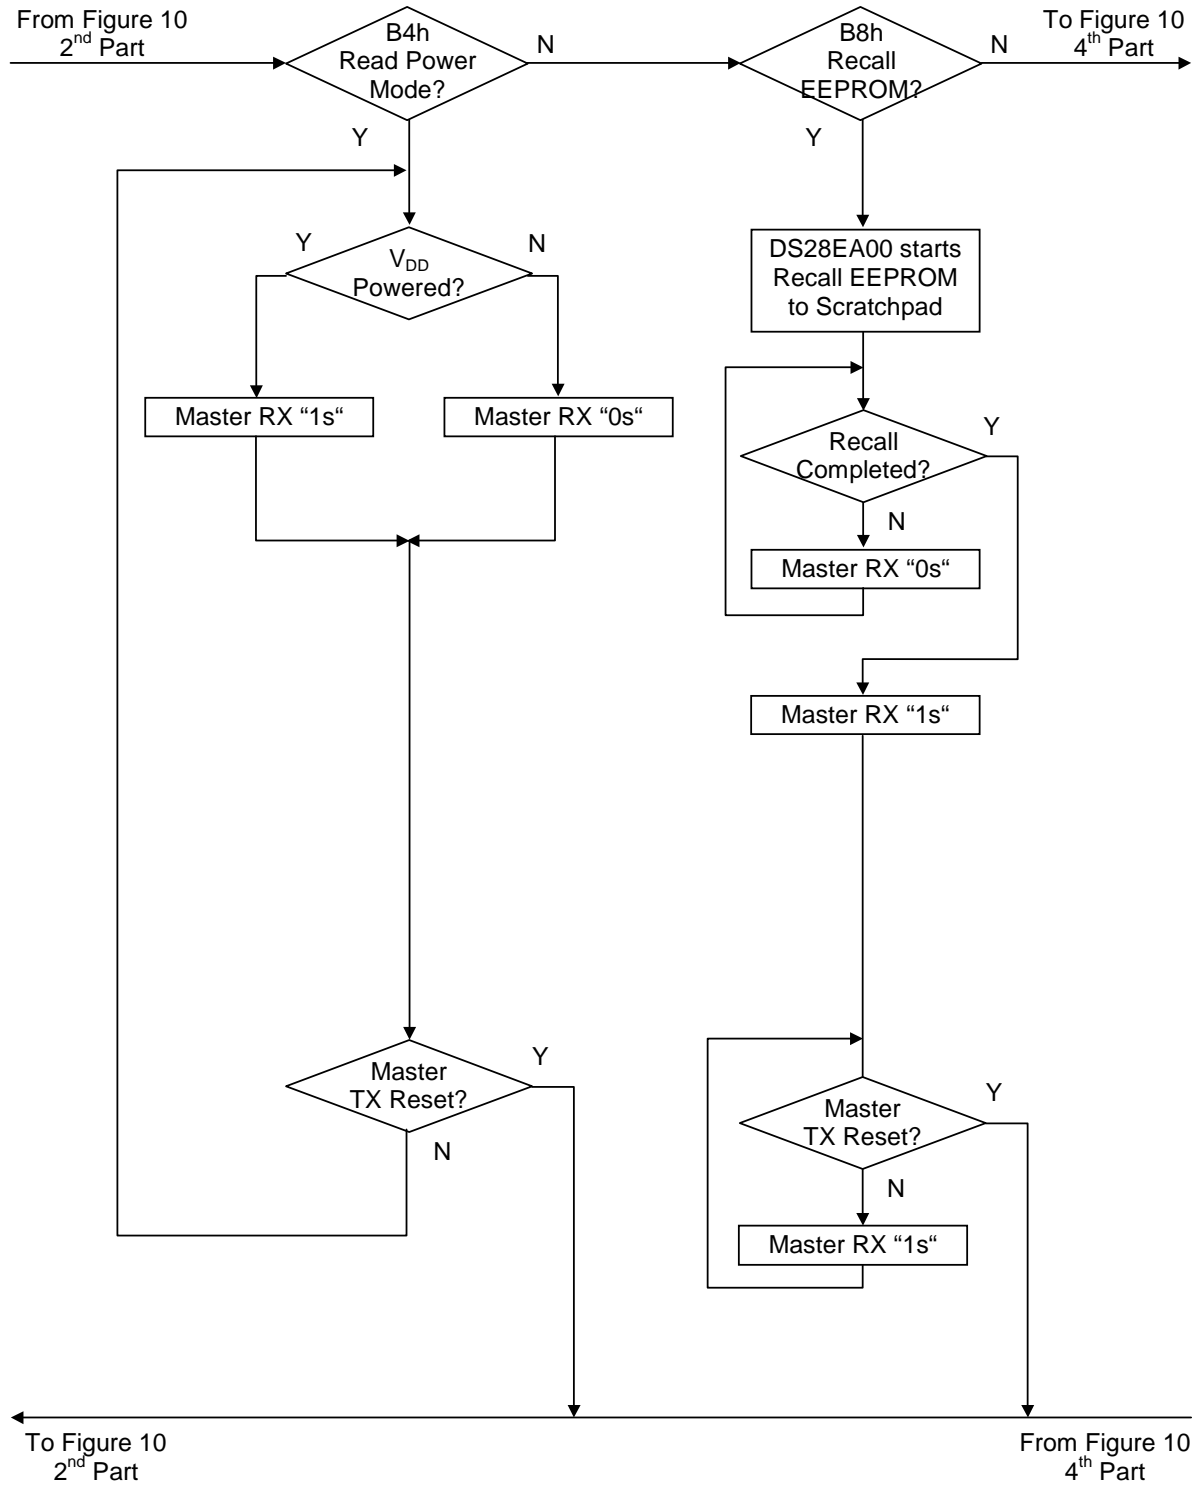 From Figure 10
2nd Part
B4h
Read Power
Mode?
N
B8h
Recall
EEPROM?
N
To Figure 10
4th Part
Y
Y
Y
VDD
Powered?
N
DS28EA00 starts
Recall EEPROM
to Scratchpad
Master RX “1s“
Master RX “0s“
Recall
Completed?
Y
N
Master RX “0s“
Master RX “1s“
Master
TX Reset?
Y
N
Master
TX Reset?
Y
N
Master RX “1s“
To Figure 10
2nd Part
From Figure 10
4th Part